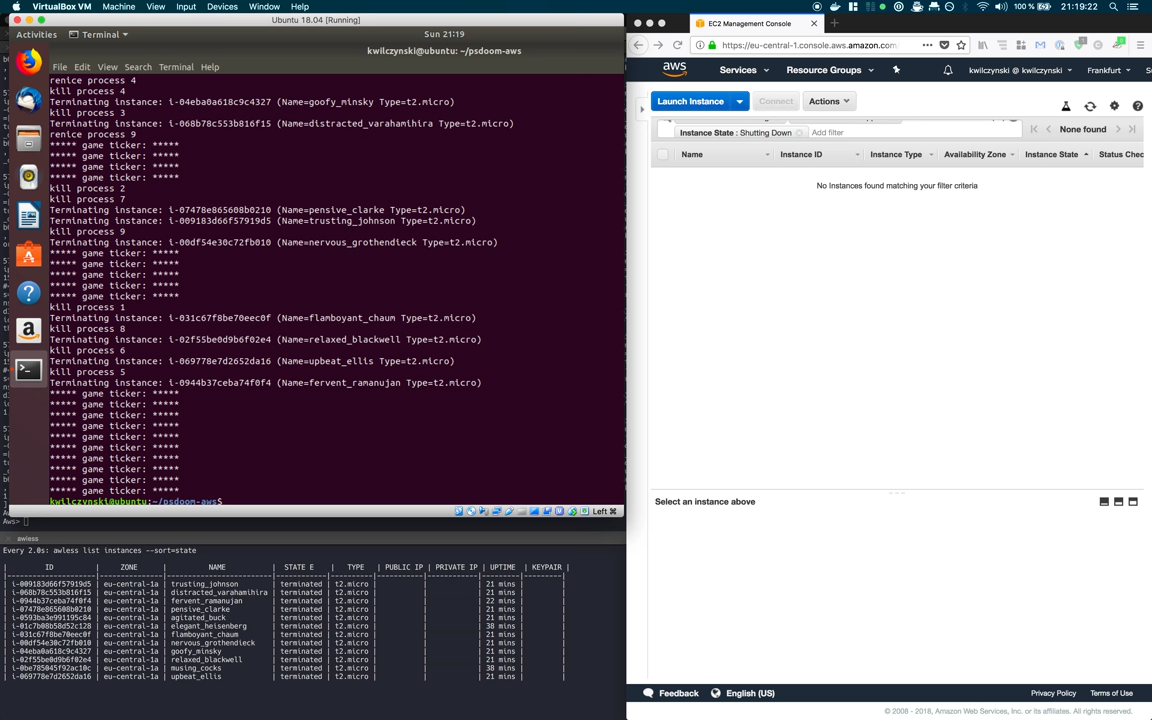 VirtualBox VM Machine View Input Devices Window Help
100 % Sun 21:19:22
Ubuntu 18.04 [Running]
Activities Terminal Sun 21:19
kwilczynski@ubuntu: ~/psdoom-aws
File Edit View Search Terminal Help
renice process 4
kill process 4
Terminating instance: i-04eba0a618c9c4327 (Name=goofy_minsky Type=t2.micro)
kill process 3
Terminating instance: i-068b78c553b816f15 (Name=distracted_varahamihira Type=t2.micro)
renice process 9
***** game ticker: *****
***** game ticker: *****
***** game ticker: *****
***** game ticker: *****
kill process 2
kill process 7
Terminating instance: i-07478e865608b0210 (Name=pensive_clarke Type=t2.micro)
Terminating instance: i-009183d66f57919d5 (Name=trusting_johnson Type=t2.micro)
kill process 9
Terminating instance: i-00df54e30c72fb010 (Name=nervous_grothendieck Type=t2.micro)
***** game ticker: *****
***** game ticker: *****
***** game ticker: *****
***** game ticker: *****
***** game ticker: *****
kill process 1
Terminating instance: i-031c67f8be70eec0f (Name=flamboyant_chaum Type=t2.micro)
kill process 8
Terminating instance: i-02f55be0d9b6f02e4 (Name=relaxed_blackwell Type=t2.micro)
kill process 6
Terminating instance: i-069778e7d2652da16 (Name=upbeat_ellis Type=t2.micro)
kill process 5
Terminating instance: i-0944b37ceba74f0f4 (Name=fervent_ramanujan Type=t2.micro)
***** game ticker: *****
***** game ticker: *****
***** game ticker: *****
***** game ticker: *****
***** game ticker: *****
***** game ticker: *****
***** game ticker: *****
***** game ticker: *****
***** game ticker: *****
***** game ticker: *****
kwilczynski@ubuntu:~/psdoom-aws$
Left ⌘
Aws>
awless
Every 2.0s: awless list instances --sort=state
| ID | ZONE | NAME | STATE E | TYPE | PUBLIC IP | PRIVATE IP | UPTIME | KEYPAIR |
| i-009183d66f57919d5 | eu-central-1a | trusting_johnson | terminated | t2.micro | | | 21 mins | |
| i-068b78c553b816f15 | eu-central-1a | distracted_varahamihira | terminated | t2.micro | | | 21 mins | |
| i-0944b37ceba74f0f4 | eu-central-1a | fervent_ramanujan | terminated | t2.micro | | | 22 mins | |
| i-07478e865608b0210 | eu-central-1a | pensive_clarke | terminated | t2.micro | | | 21 mins | |
| i-0593ba3e991195c84 | eu-central-1a | agitated_buck | terminated | t2.micro | | | 21 mins | |
| i-01c7b08b58d52c128 | eu-central-1a | elegant_heisenberg | terminated | t2.micro | | | 38 mins | |
| i-031c67f8be70eec0f | eu-central-1a | flamboyant_chaum | terminated | t2.micro | | | 21 mins | |
| i-00df54e30c72fb010 | eu-central-1a | nervous_grothendieck | terminated | t2.micro | | | 21 mins | |
| i-04eba0a618c9c4327 | eu-central-1a | goofy_minsky | terminated | t2.micro | | | 21 mins | |
| i-02f55be0d9b6f02e4 | eu-central-1a | relaxed_blackwell | terminated | t2.micro | | | 21 mins | |
| i-0be785045f92ac10c | eu-central-1a | musing_cocks | terminated | t2.micro | | | 38 mins | |
| i-069778e7d2652da16 | eu-central-1a | upbeat_ellis | terminated | t2.micro | | | 21 mins | |
EC2 Management Console
https://eu-central-1.console.aws.amazon.com
aws Services Resource Groups kwilczynski @ kwilczynski Frankfurt
Launch Instance Connect Actions
Instance State : Shutting Down Add filter None found
Name Instance ID Instance Type Availability Zone Instance State Status Chec
No Instances found matching your filter criteria
Select an instance above
Feedback English (US) Privacy Policy Terms of Use
© 2008 - 2018, Amazon Web Services, Inc. or its affiliates. All rights reserved.